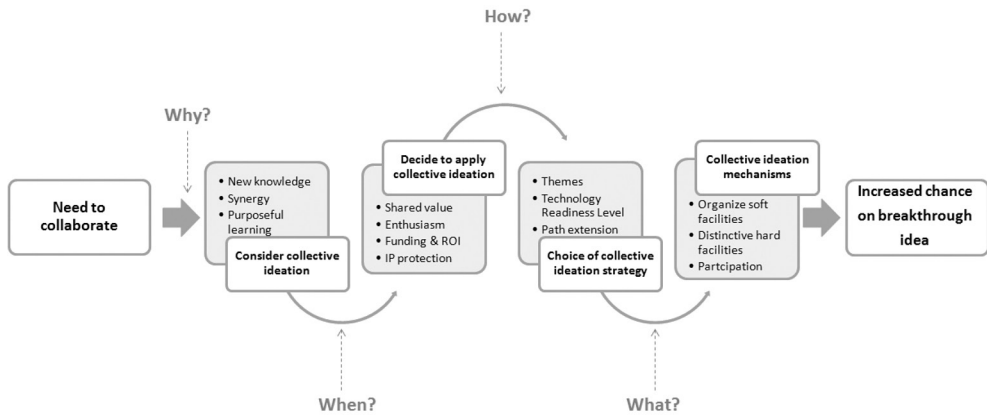 How?
Why?
Need to
collaborate
• New knowledge
• Synergy
• Purposeful
learning
Consider collective
ideation
When?
Decide to apply
collective ideation
• Shared value
• Enthusiasm
• Funding & ROI
• IP protection
• Themes
• Technology
Readiness Level
• Path extension
Choice of collective
ideation strategy
What?
Collective ideation
mechanisms
• Organize soft
facilities
• Distinctive hard
facilities
• Partcipation
Increased chance
on breakthrough
idea